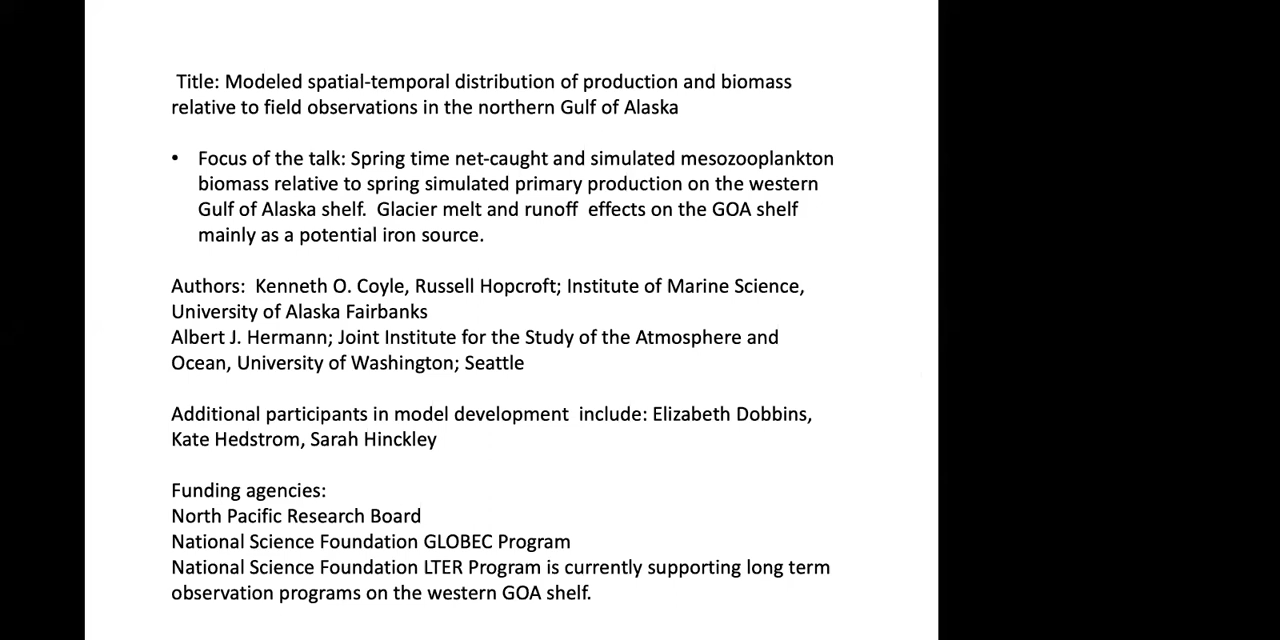 Title: Modeled spatial-temporal distribution of production and biomass
relative to field observations in the northern Gulf of Alaska
• Focus of the talk: Spring time net-caught and simulated mesozooplankton
biomass relative to spring simulated primary production on the western
Gulf of Alaska shelf.  Glacier melt and runoff  effects on the GOA shelf
mainly as a potential iron source.
Authors:  Kenneth O. Coyle, Russell Hopcroft; Institute of Marine Science,
University of Alaska Fairbanks
Albert J. Hermann; Joint Institute for the Study of the Atmosphere and
Ocean, University of Washington; Seattle
Additional participants in model development  include: Elizabeth Dobbins,
Kate Hedstrom, Sarah Hinckley
Funding agencies:
North Pacific Research Board
National Science Foundation GLOBEC Program
National Science Foundation LTER Program is currently supporting long term
observation programs on the western GOA shelf.